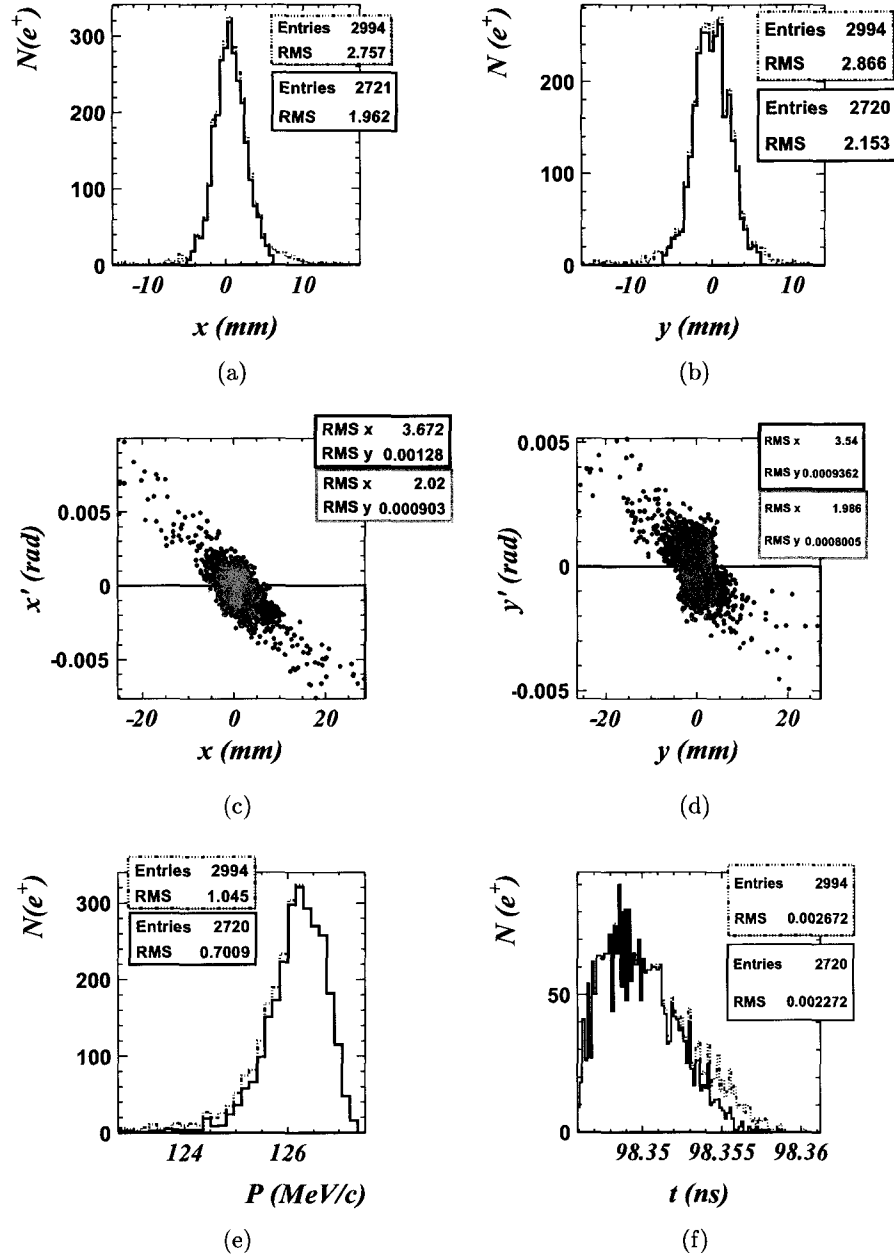 N(e+)
300
200
100
0
-10 0 10
x (mm)
Entries 2994
RMS 2.757
Entries 2721
RMS 1.962
(a)
N (e+)
200
100
0
-10 0 10
y (mm)
Entries 2994
RMS 2.866
Entries 2720
RMS 2.153
(b)
x' (rad)
0.005
0
-0.005
-20 0 20
x (mm)
RMS x 3.672
RMS y 0.00128
RMS x 2.02
RMS y 0.000903
(c)
y' (rad)
0.005
0
-0.005
-20 0 20
y (mm)
RMS x 3.54
RMS y 0.0009362
RMS x 1.986
RMS y 0.0008005
(d)
N(e+)
300
200
100
0
124 126
P (MeV/c)
Entries 2994
RMS 1.045
Entries 2720
RMS 0.7009
(e)
N (e+)
50
0
98.35 98.355 98.36
t (ns)
Entries 2994
RMS 0.002672
Entries 2720
RMS 0.002272
(f)